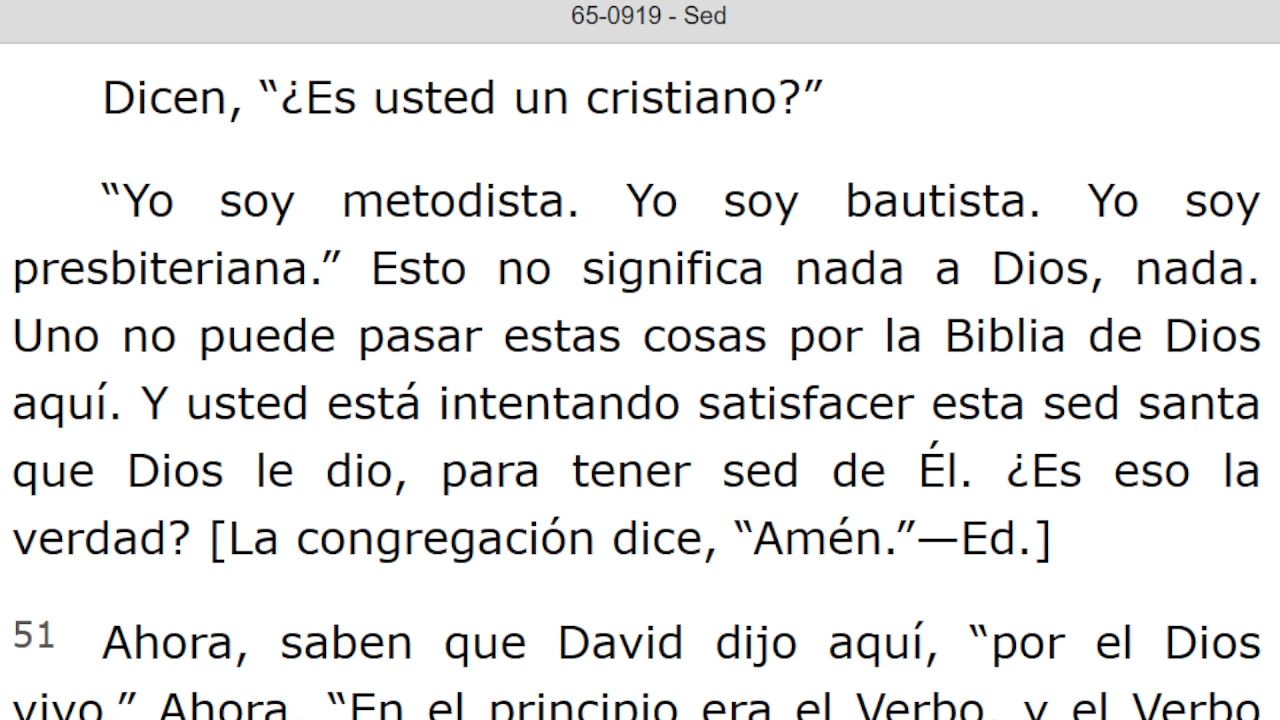 65-0919 - Sed
Dicen, “¿Es usted un cristiano?”
“Yo soy metodista. Yo soy bautista. Yo soy
presbiteriana.” Esto no significa nada a Dios, nada.
Uno no puede pasar estas cosas por la Biblia de Dios
aquí. Y usted está intentando satisfacer esta sed santa
que Dios le dio, para tener sed de Él. ¿Es eso la
verdad? [La congregación dice, “Amén.”—Ed.]
51 Ahora, saben que David dijo aquí, “por el Dios
vivo.” Ahora, “En el principio era el Verbo, y el Verbo